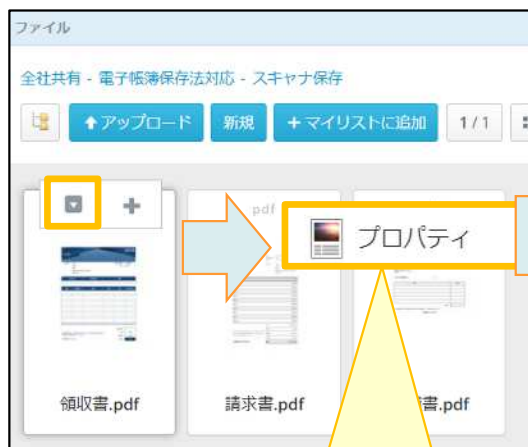 ファイル
全社共有 - 電子帳簿保存法対応 - スキャナ保存
アップロード 新規 +マイリストに追加 1/1
pdf
プロパティ
領収書.pdf 請求書.pdf 書.pdf